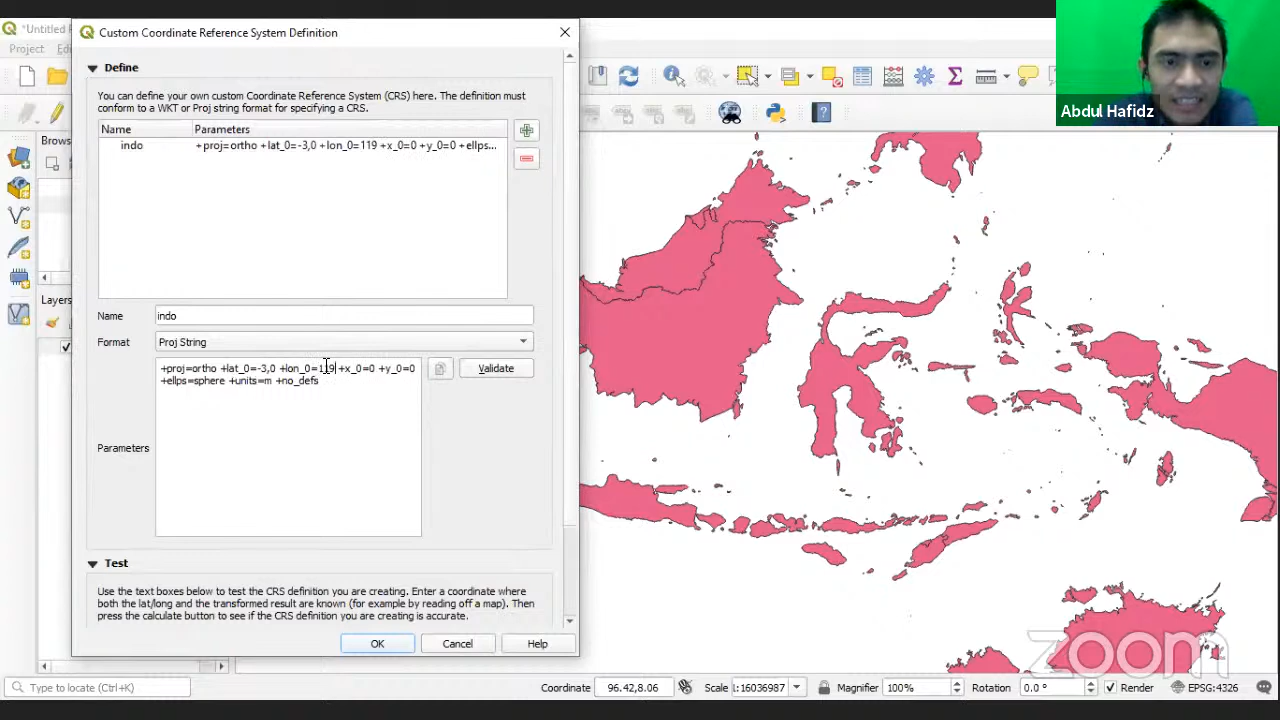 *Untitled P
Custom Coordinate Reference System Definition
Project
Define
You can define your own custom Coordinate Reference System (CRS) here. The definition must
conform to a WKT or Proj string format for specifying a CRS.
Name
Parameters
indo
+proj=ortho +lat_0=-3,0 +lon_0=119 +x_0=0 +y_0=0 +ellps...
Brows
Name
indo
Layers
Format
Proj String
+proj=ortho +lat_0=-3,0 +lon_0=119 +x_0=0 +y_0=0
+ellps=sphere +units=m +no_defs
Validate
Parameters
Test
Use the text boxes below to test the CRS definition you are creating. Enter a coordinate where
both the lat/long and the transformed result are known (for example by reading off a map). Then
press the calculate button to see if the CRS definition you are creating is accurate.
OK
Cancel
Help
Abdul Hafidz
zoom
Type to locate (Ctrl+K)
Coordinate
96.42,8.06
Scale
1:16036987
Magnifier
100%
Rotation
0.0 °
Render
EPSG:4326